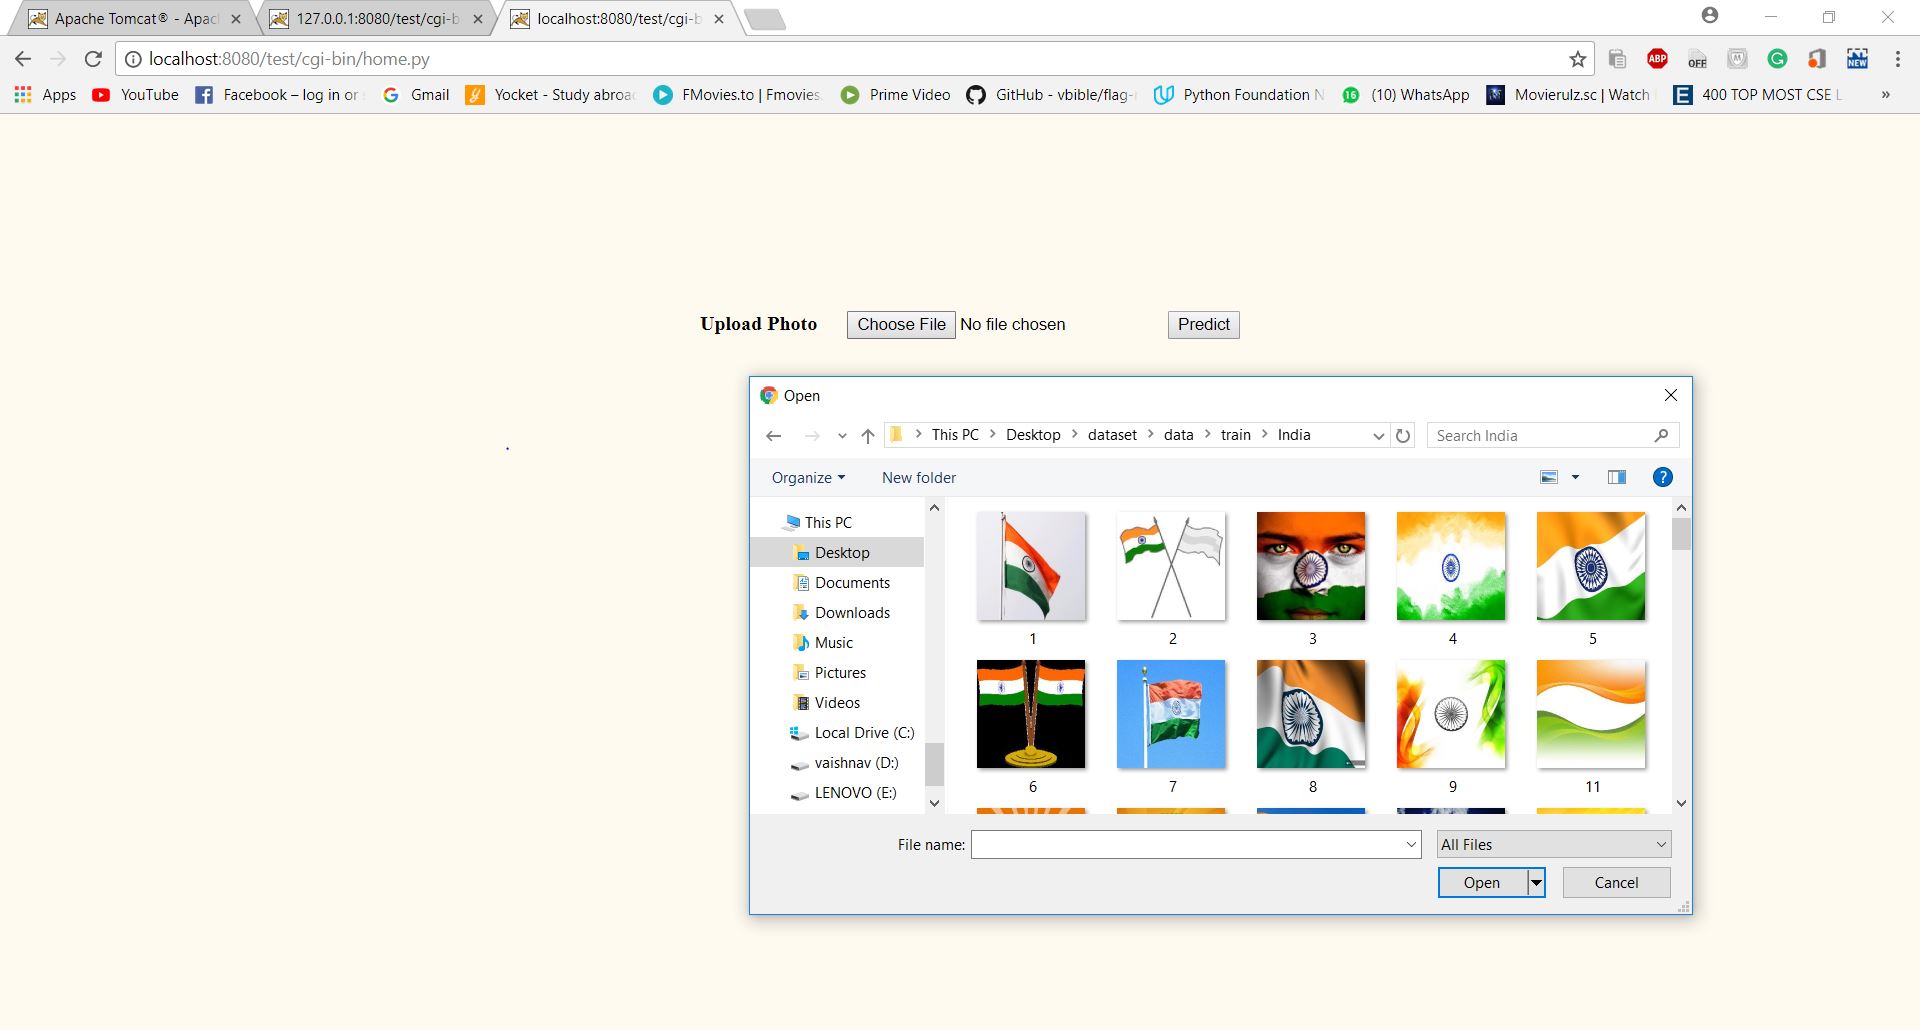 Apache Tomcat® - Apac 127.0.0.1:8080/test/cgi-b localhost:8080/test/cgi-b
localhost:8080/test/cgi-bin/home.py ABP OFF NEW
Apps YouTube Facebook – log in or Gmail Yocket - Study abroa FMovies.to | Fmovies. Prime Video GitHub - vbible/flag- Python Foundation N 16 (10) WhatsApp Movierulz.sc | Watch 400 TOP MOST CSE L »
Upload Photo Choose File No file chosen Predict
Open
This PC Desktop dataset data train India Search India
Organize New folder
This PC
Desktop
Documents
Downloads
Music
Pictures
Videos
Local Drive (C:)
vaishnav (D:)
LENOVO (E:)
1 2 3 4 5
6 7 8 9 11
File name: All Files
Open Cancel